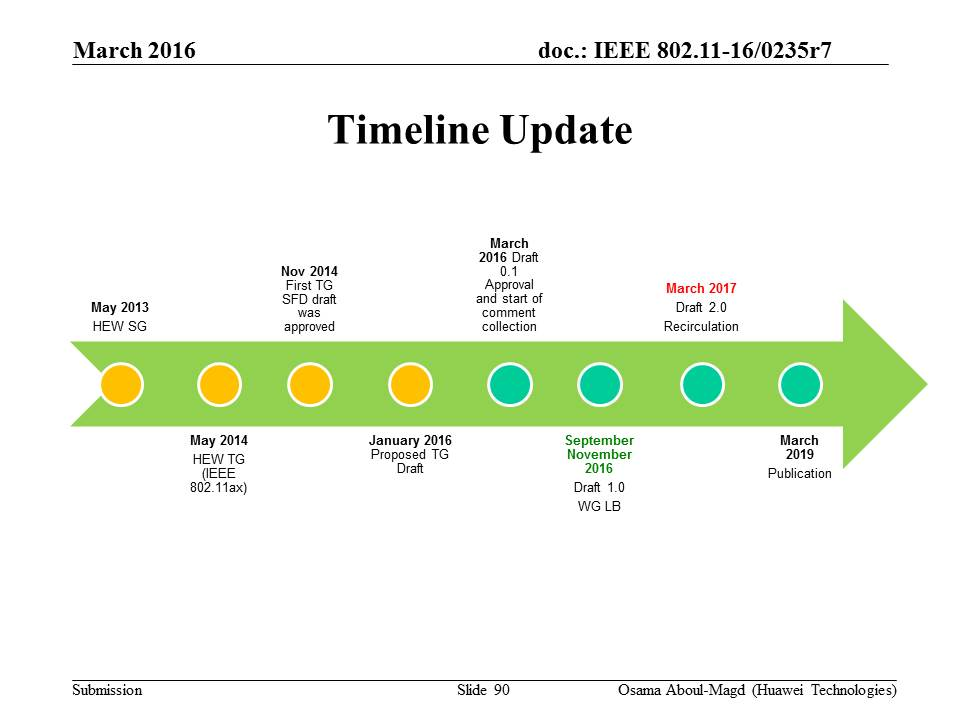 March 2016
doc.: IEEE 802.11-16/0235r7
Timeline Update
May 2013
HEW SG
May 2014
HEW TG
(IEEE
802.11ax)
Nov 2014
First TG
SFD draft
was
approved
January 2016
Proposed TG
Draft
March
2016 Draft
0.1
Approval
and start of
comment
collection
September
November
2016
Draft 1.0
WG LB
March 2017
Draft 2.0
Recirculation
March
2019
Publication
Submission
Slide 90
Osama Aboul-Magd (Huawei Technologies)